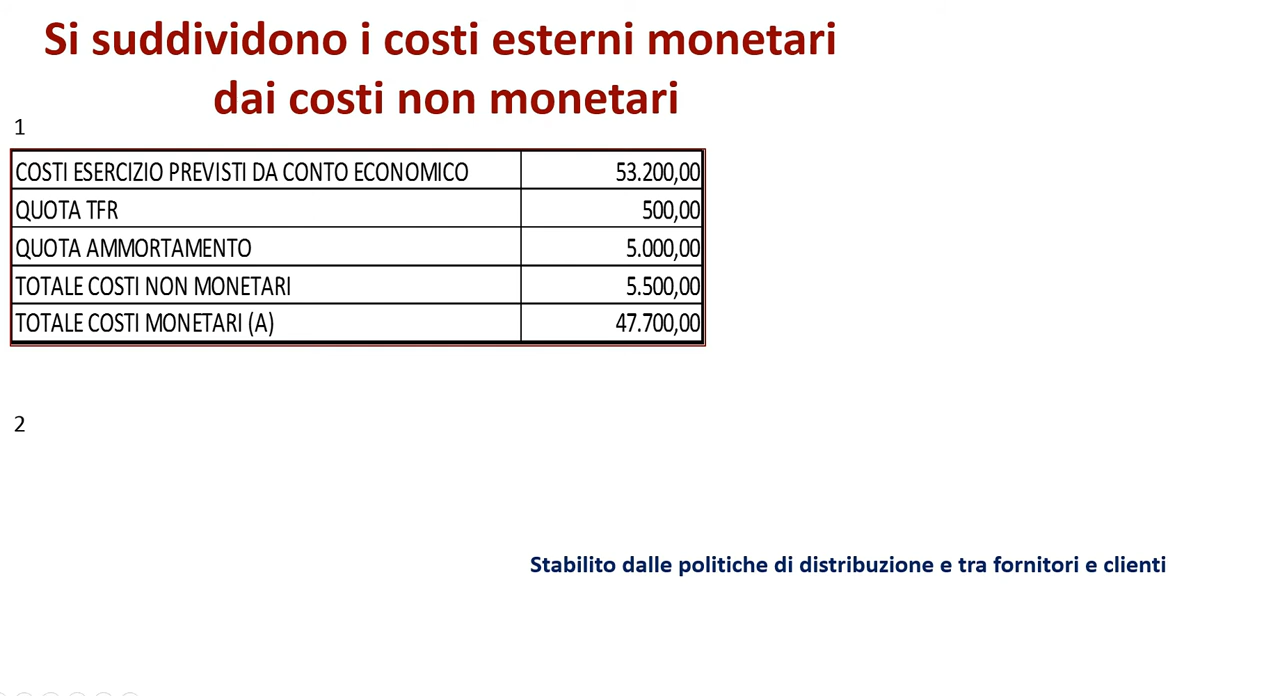 Si suddividono i costi esterni monetari
dai costi non monetari
1
COSTI ESERCIZIO PREVISTI DA CONTO ECONOMICO 53.200,00
QUOTA TFR 500,00
QUOTA AMMORTAMENTO 5.000,00
TOTALE COSTI NON MONETARI 5.500,00
TOTALE COSTI MONETARI (A) 47.700,00
2
Stabilito dalle politiche di distribuzione e tra fornitori e clienti